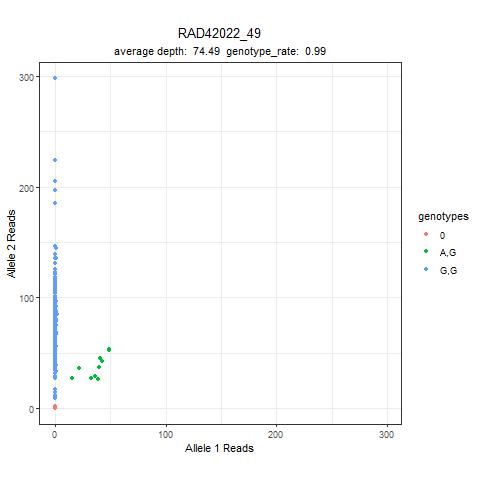 RAD42022_49
average depth:  74.49  genotype_rate:  0.99
300
200
100
0
Allele 2 Reads
0
100
200
300
Allele 1 Reads
genotypes
0
A,G
G,G